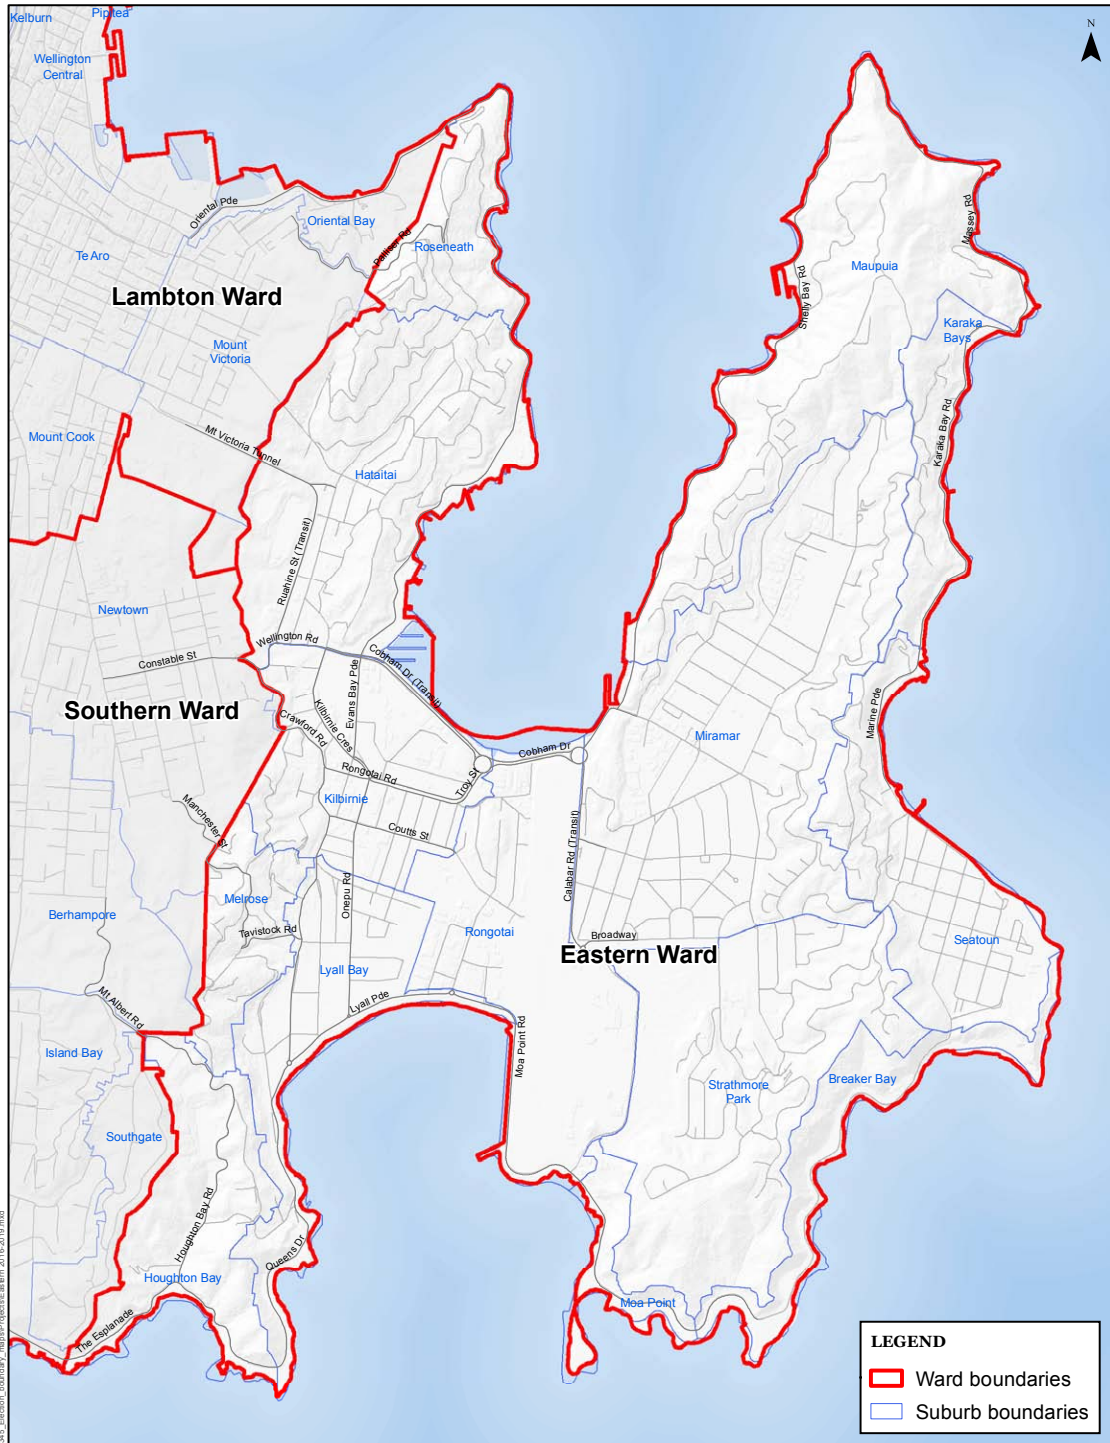 Kelburn
Pipitea
N
Wellington
Central
Oriental Pde
Oriental Bay
Te Aro
Palliser Rd
Roseneath
Massey Rd
Maupuia
Shelly Bay Rd
Lambton Ward
Mount
Victoria
Karaka
Bays
Mount Cook
Mt Victoria Tunnel
Karaka Bay Rd
Hataitai
Ruahine St (Transit)
Newtown
Wellington Rd
Constable St
Cobham Dr (Transit)
Evans Bay Pde
Southern Ward
Kilbirnie Cres
Crawford Rd
Marine Pde
Miramar
Cobham Dr
Rongotai Rd
Troy St
Kilbirnie
Manchester St
Coutts St
Calabar Rd (Transit)
Melrose
Onepu Rd
Berhampore
Tavistock Rd
Rongotai
Broadway
Seatoun
Eastern Ward
Lyall Bay
Lyall Pde
Mt Albert Rd
Moa Point Rd
Island Bay
Strathmore
Park
Breaker Bay
Southgate
Houghton Bay Rd
Queens Dr
Houghton Bay
The Esplanade
Moa Point
LEGEND
Ward boundaries
Suburb boundaries